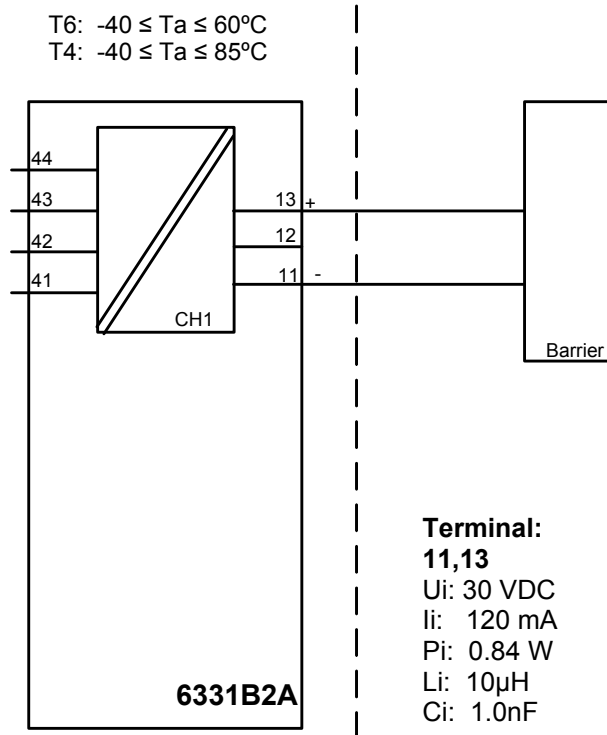 T6: -40 ≤ Ta ≤ 60ºC
T4: -40 ≤ Ta ≤ 85ºC
44
43
42
41
13 +
12
11 -
CH1
Barrier
6331B2A
Terminal:
11,13
Ui: 30 VDC
Ii: 120 mA
Pi: 0.84 W
Li: 10µH
Ci: 1.0nF